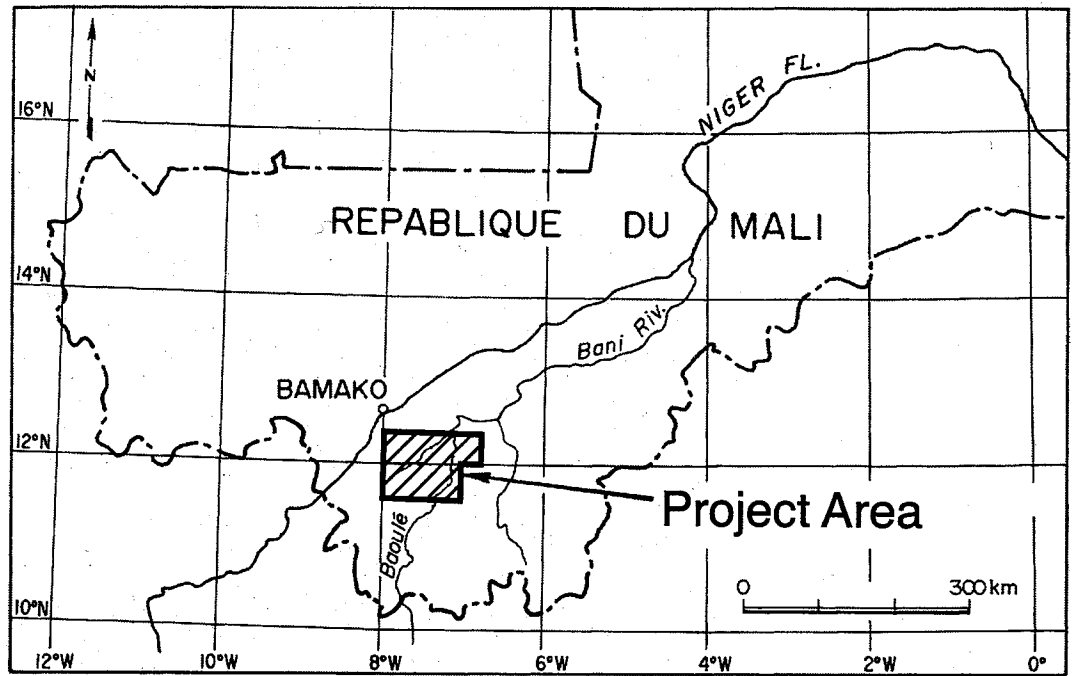 N
16°N
NIGER FL.
REPABLIQUE DU MALI
14°N
Bani Riv.
BAMAKO
12°N
Project Area
Baoulé
0 300km
10°N
12°W 10°W 8°W 6°W 4°W 2°W 0°